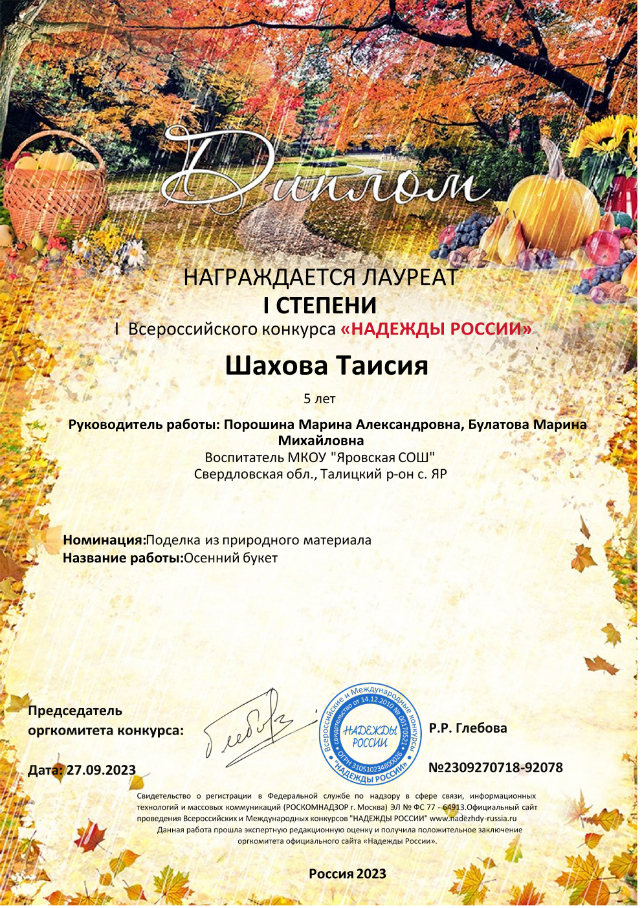 Диплом
НАГРАЖДАЕТСЯ ЛАУРЕАТ
I СТЕПЕНИ
I Всероссийского конкурса «НАДЕЖДЫ РОССИИ»
Шахова Таисия
5 лет
Руководитель работы: Порошина Марина Александровна, Булатова Марина
Михайловна
Воспитатель МКОУ "Яровская СОШ"
Свердловская обл., Талицкий р-он с. ЯР
Номинация:Поделка из природного материала
Название работы:Осенний букет
Председатель
оргкомитета конкурса:
Глебова
Всероссийские и Международные конкурсы
НАДЕЖДЫ
РОССИИ
"НАДЕЖДЫ РОССИИ"
Р.Р. Глебова
Дата: 27.09.2023
№2309270718-92078
Свидетельство о регистрации в Федеральной службе по надзору в сфере связи, информационных
технологий и массовых коммуникаций (РОСКОМНАДЗОР г. Москва) ЭЛ № ФС 77 - 64913.Официальный сайт
проведения Всероссийских и Международных конкурсов "НАДЕЖДЫ РОССИИ" www.nadezhdy-russia.ru
Данная работа прошла экспертную редакционную оценку и получила положительное заключение
оргкомитета официального сайта «Надежды России».
Россия 2023